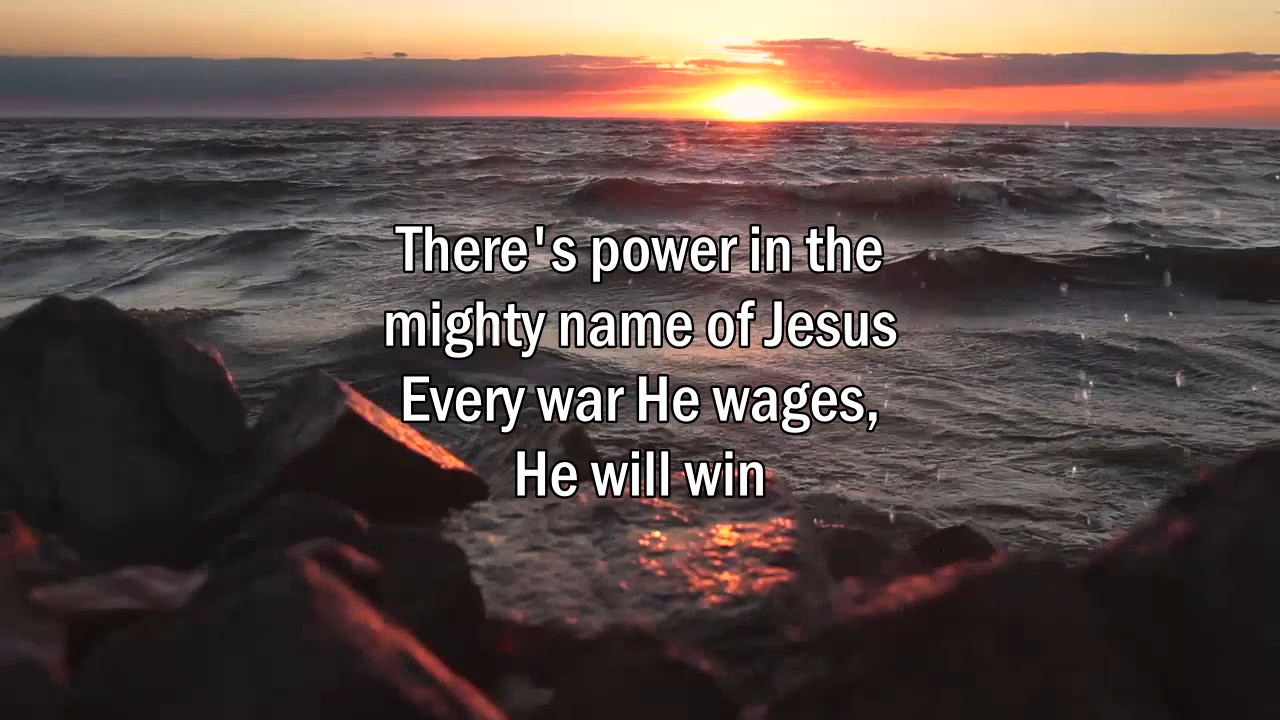 There's power in the
mighty name of Jesus
Every war He wages,
He will win